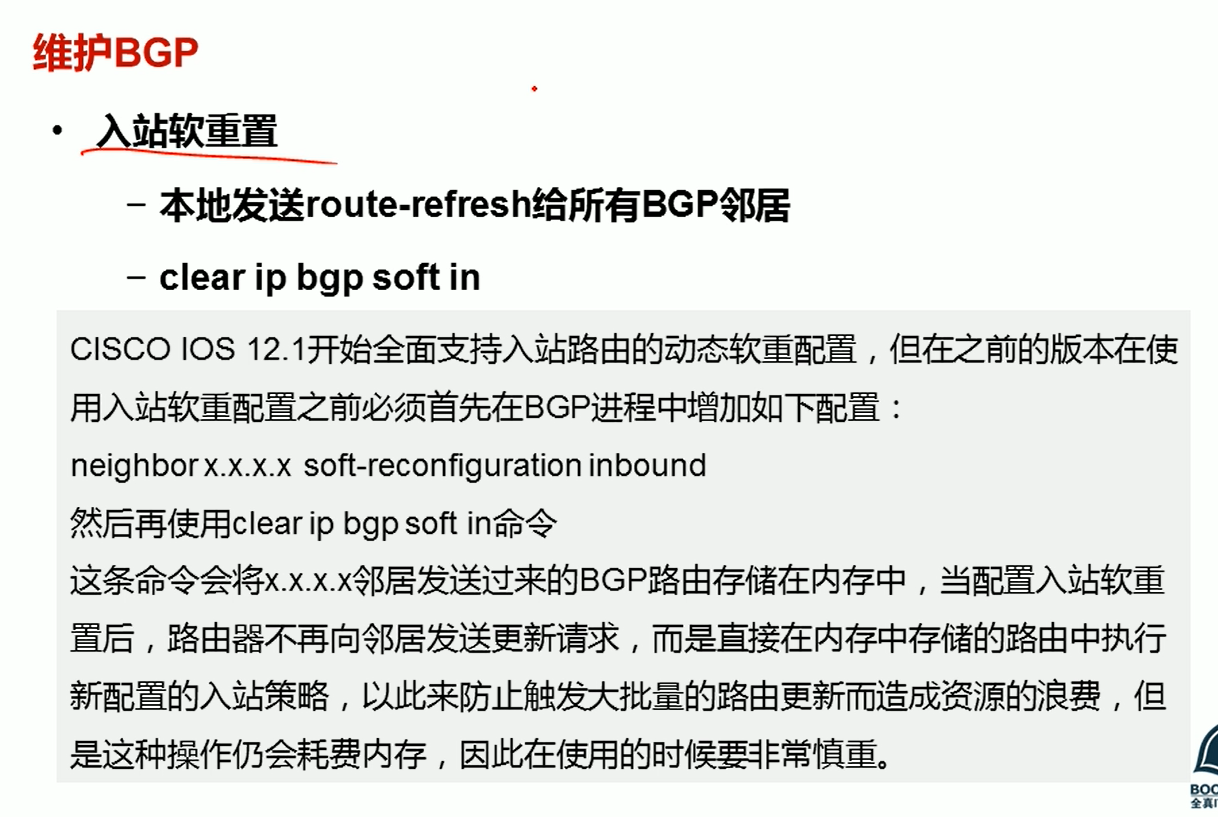 维护BGP
• 入站软重置
– 本地发送route-refresh给所有BGP邻居
– clear ip bgp soft in
CISCO IOS 12.1开始全面支持入站路由的动态软重配置，但在之前的版本在使
用入站软重配置之前必须首先在BGP进程中增加如下配置：
neighbor x.x.x.x soft-reconfiguration inbound
然后再使用clear ip bgp soft in命令
这条命令会将x.x.x.x邻居发送过来的BGP路由存储在内存中，当配置入站软重
置后，路由器不再向邻居发送更新请求，而是直接在内存中存储的路由中执行
新配置的入站策略，以此来防止触发大批量的路由更新而造成资源的浪费，但
是这种操作仍会耗费内存，因此在使用的时候要非常慎重。